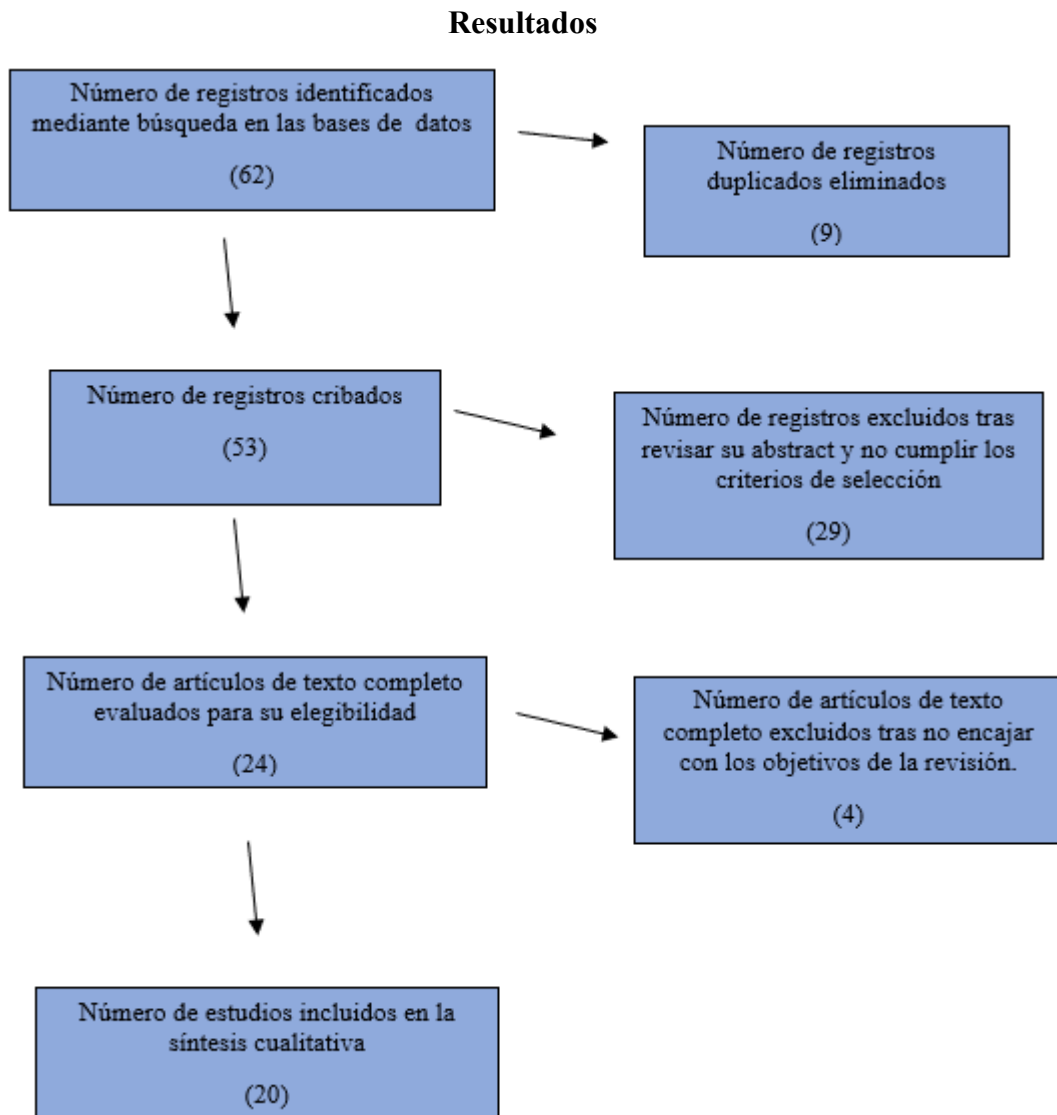 Resultados
Número de registros identificados
mediante búsqueda en las bases de datos
(62)
Número de registros
duplicados eliminados
(9)
Número de registros cribados
(53)
Número de registros excluidos tras
revisar su abstract y no cumplir los
criterios de selección
(29)
Número de artículos de texto completo
evaluados para su elegibilidad
(24)
Número de artículos de texto
completo excluidos tras no encajar
con los objetivos de la revisión.
(4)
Número de estudios incluidos en la
síntesis cualitativa
(20)